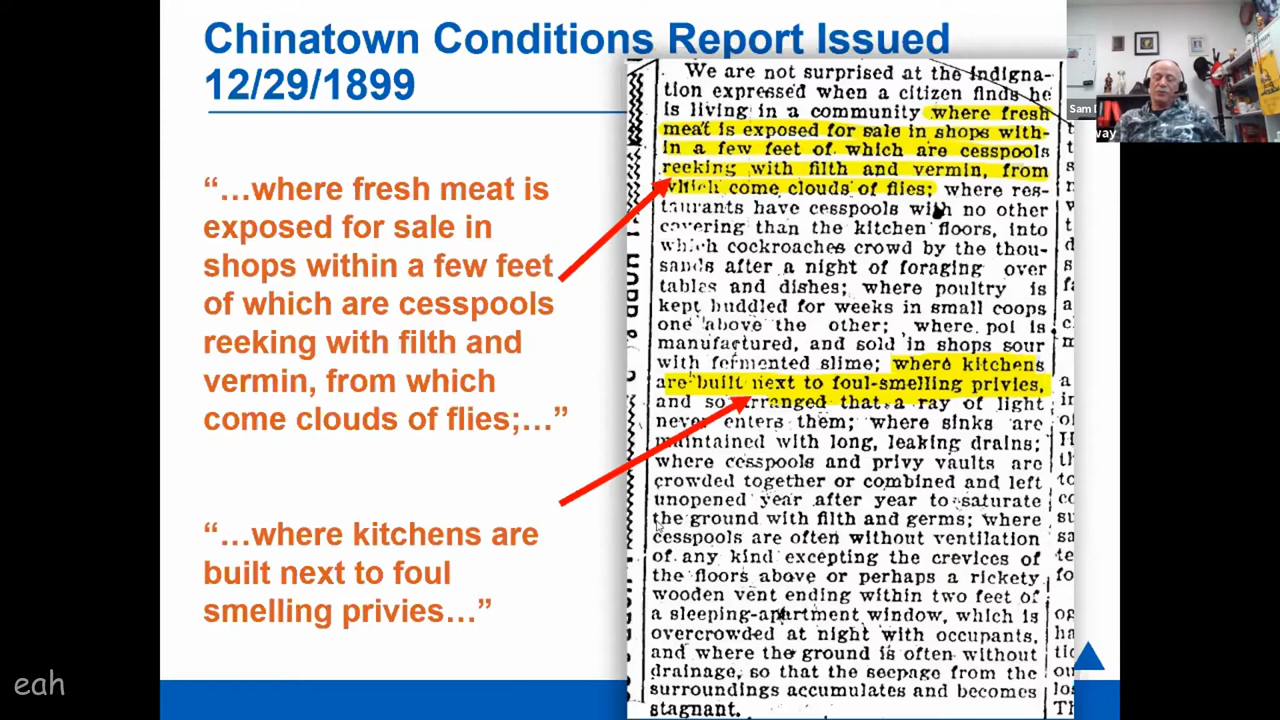 Chinatown Conditions Report Issued
12/29/1899
“…where fresh meat is
exposed for sale in
shops within a few feet
of which are cesspools
reeking with filth and
vermin, from which
come clouds of flies;…”
“…where kitchens are
built next to foul
smelling privies…”
We are not surprised at the indigna-
tion expressed when a citizen finds he
is living in a community where fresh
meat is exposed for sale in shops with-
in a few feet of which are cesspools
reeking with filth and vermin, from
which come clouds of flies; where res-
taurants have cesspools with no other
covering than the kitchen floors, into
which cockroaches crowd by the thou-
sands after a night of foraging over
tables and dishes; where poultry is
kept huddled for weeks in small coops
one above the other; where poi is
manufactured, and sold in shops sour
with fermented slime; where kitchens
are built next to foul-smelling privies,
and so arranged that a ray of light
never enters them; where sinks are
maintained with long, leaking drains;
where cesspools and privy vaults are
crowded together or combined and left
unopened year after year to saturate
the ground with filth and germs; where
cesspools are often without ventilation
of any kind excepting the crevices of
the floors above or perhaps a rickety
wooden vent ending within two feet of
a sleeping-apartment window, which is
overcrowded at night with occupants,
and where the ground is often without
drainage, so that the seepage from the
surroundings accumulates and becomes
stagnant.
Sam
way
eah